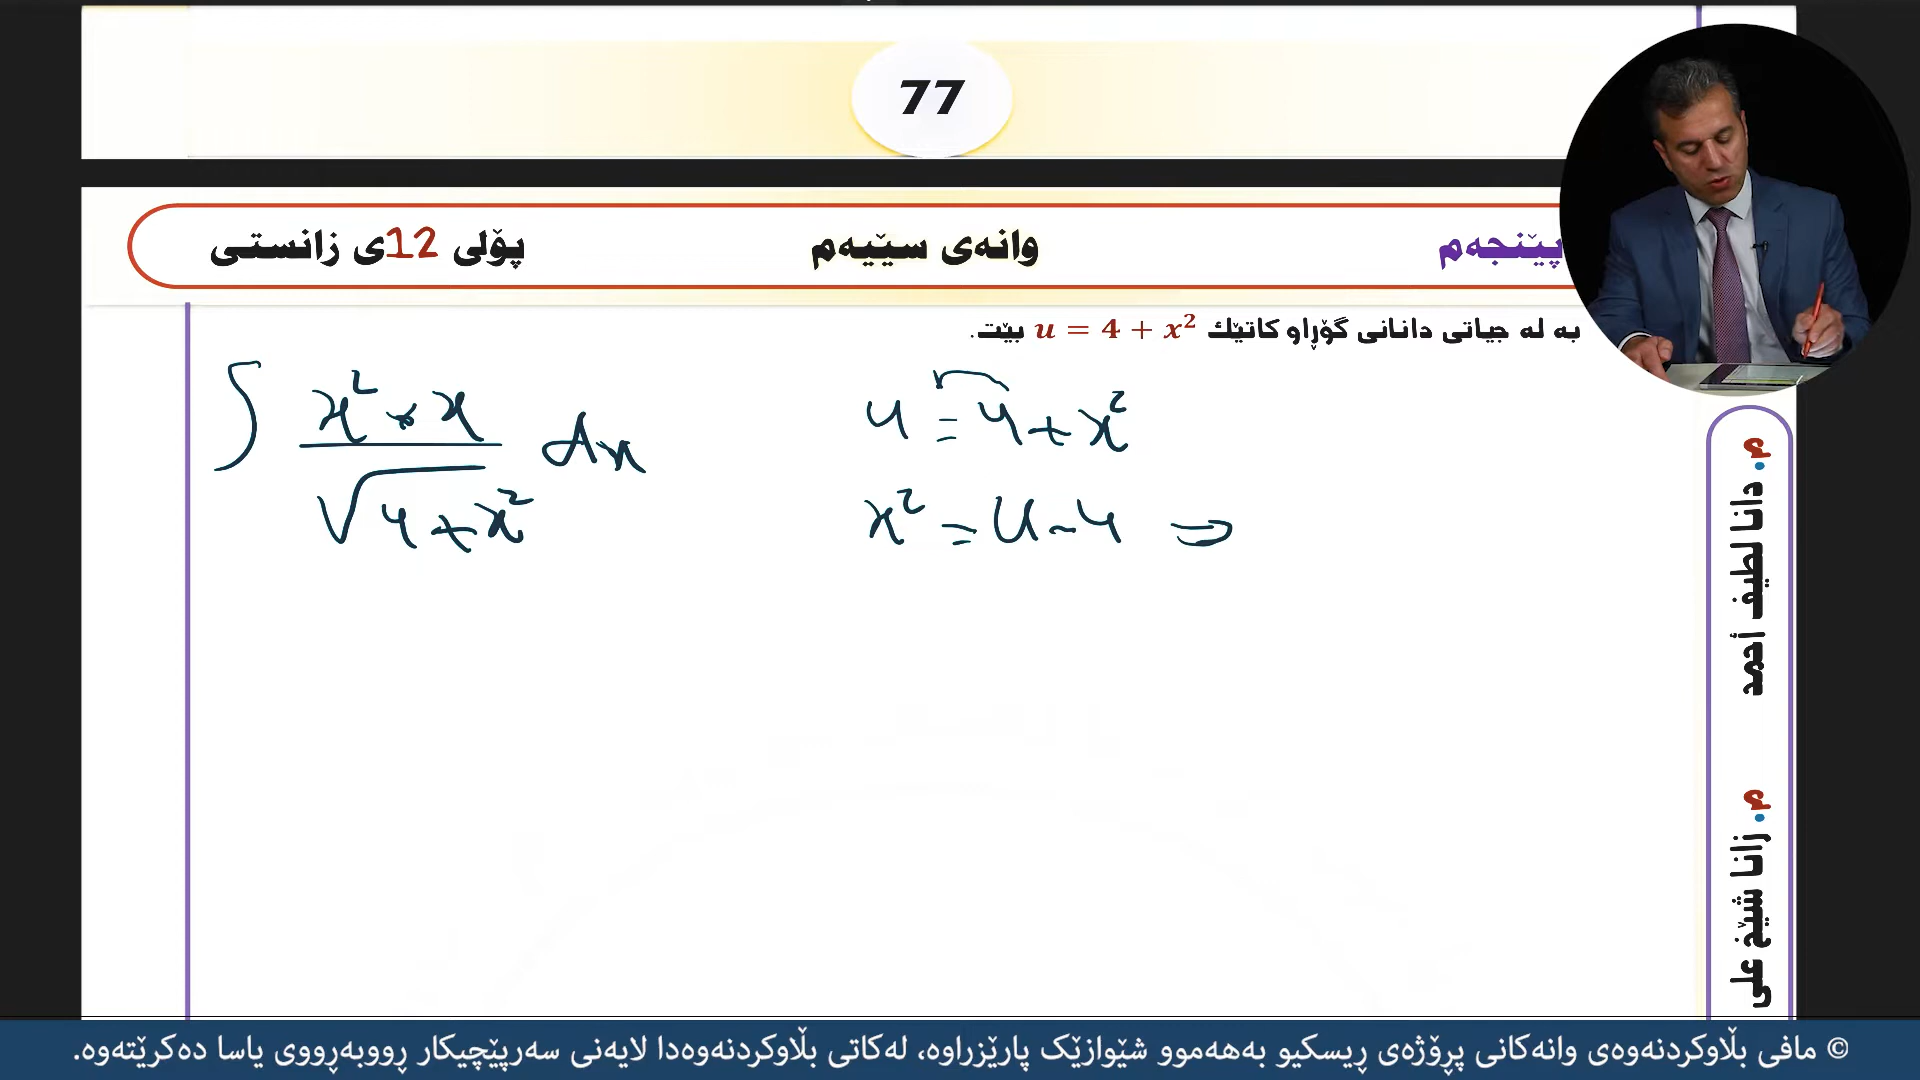 77
پێنجەم وانەی سێیەم پۆلی 12ی زانستی
بە لە جیاتی دانانی گۆڕاو کاتێك u = 4 + x² بێت.
∫ x² * x / √4 + x² dx
u = 4 + x²
x² = u - 4 ⇒
م. دانا لطیف أحمد
م. زانا شێخ علی
© مافی بڵاوکردنەوەی وانەکانی پڕۆژەی ڕیسکیو بەهەموو شێوازێک پارێزراوە، لەکاتی بڵاوکردنەوەدا لایەنی سەرپێچیکار ڕووبەڕووی یاسا دەکرێتەوە.